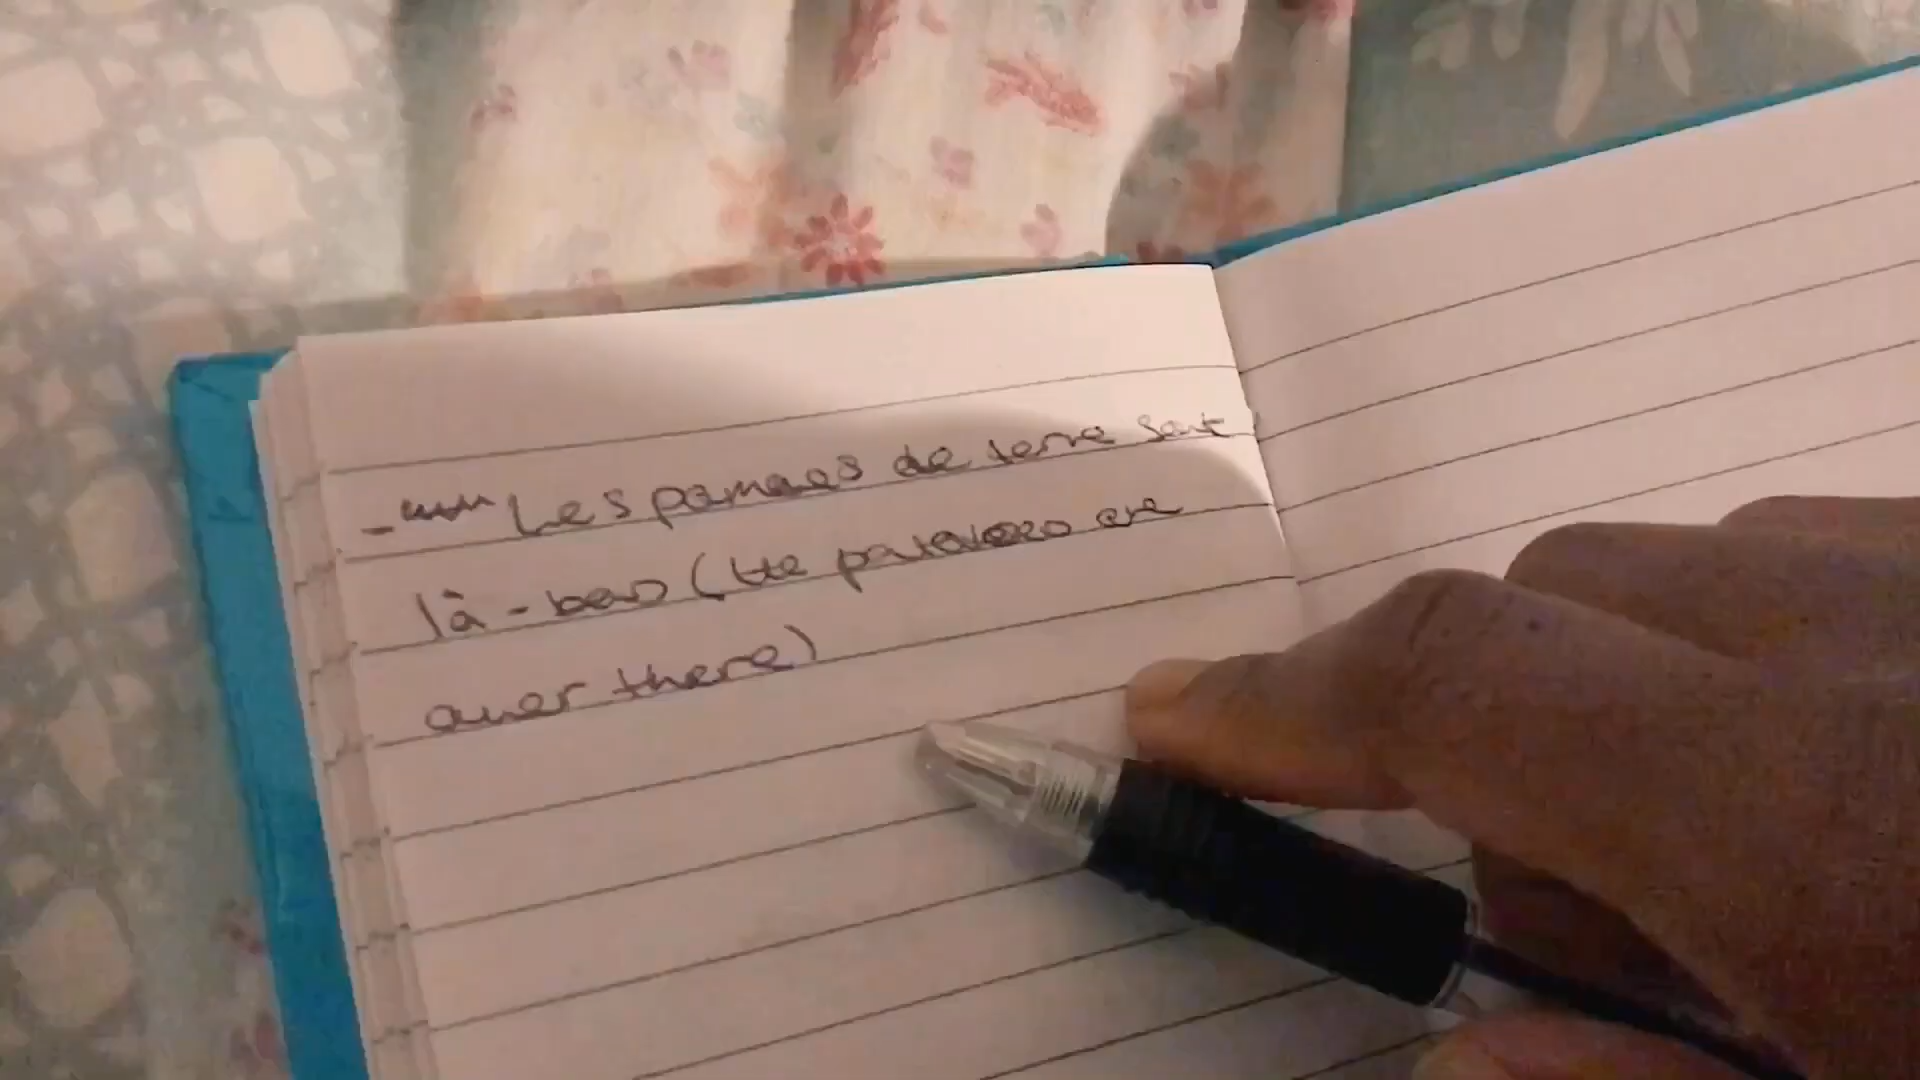 - Les pommes de terre sont
là-bas (the potatoes are
over there)